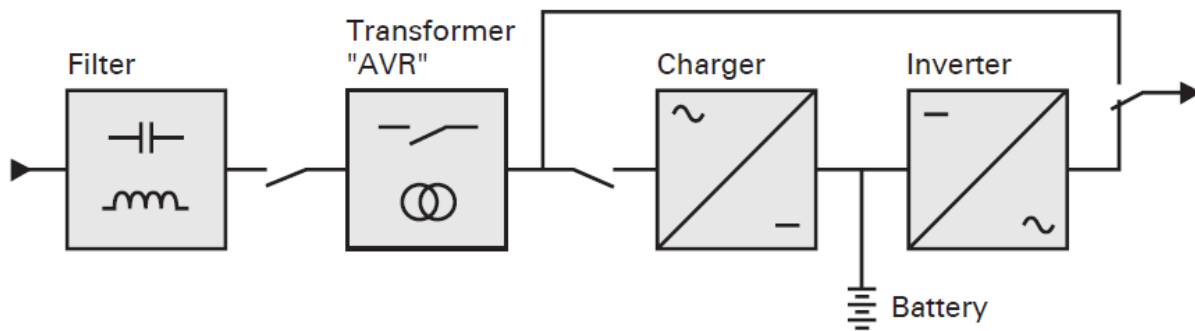 Filter
Transformer
"AVR"
Charger
Inverter
Battery